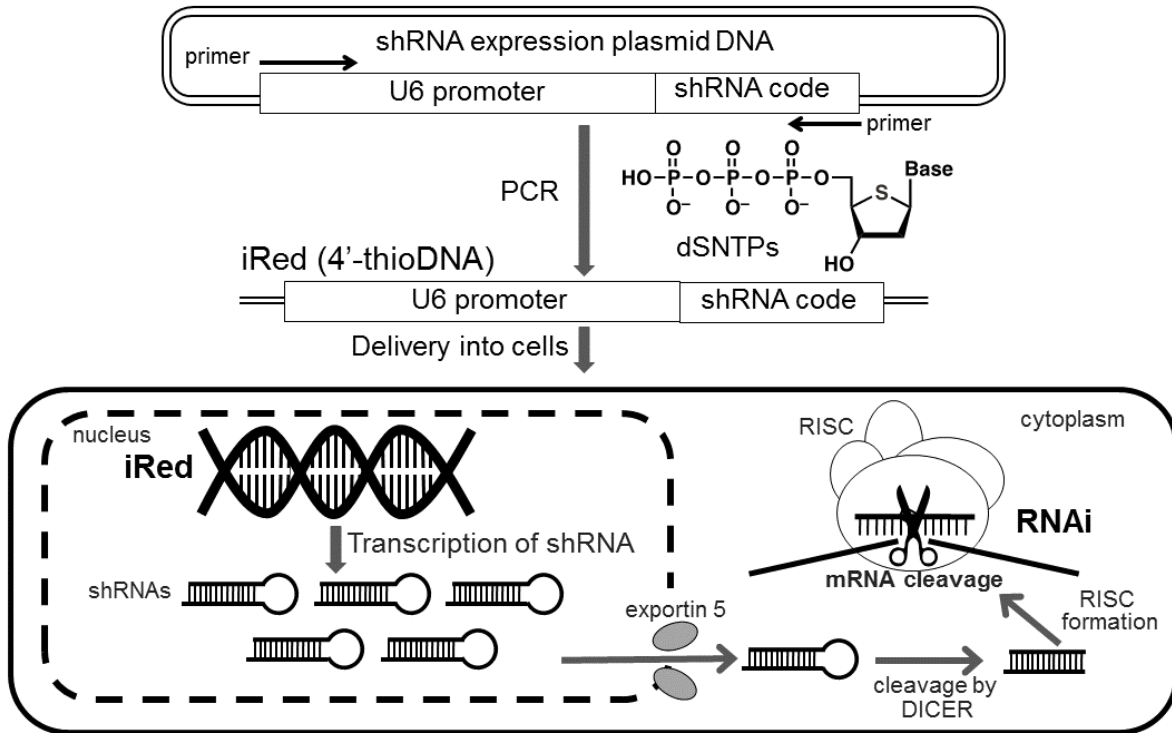 shRNA expression plasmid DNA
primer
U6 promoter
shRNA code
primer
PCR
O O O
HO–P–O–P–O–P–O
O– O– O–
S
Base
HO
dSNTPs
iRed (4’-thioDNA)
U6 promoter
shRNA code
Delivery into cells
nucleus
iRed
Transcription of shRNA
shRNAs
exportin 5
RISC
cytoplasm
RNAi
mRNA cleavage
RISC
formation
cleavage by
DICER